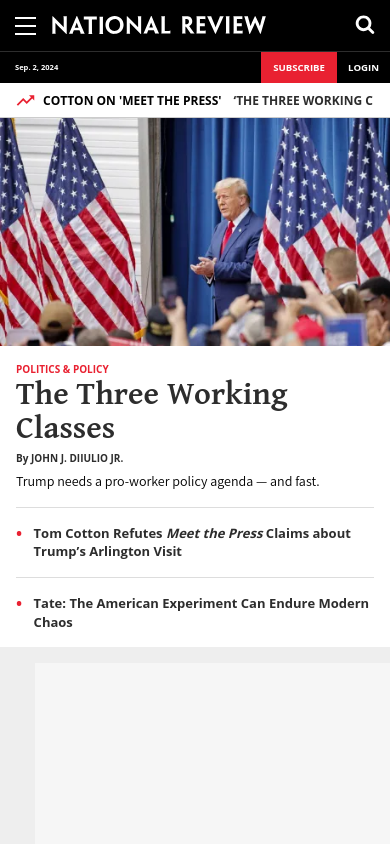 NATIONAL REVIEW
Sep. 2, 2024
SUBSCRIBE
LOGIN
COTTON ON 'MEET THE PRESS'
‘THE THREE WORKING C
POLITICS & POLICY
The Three Working
Classes
By JOHN J. DIIULIO JR.
Trump needs a pro-worker policy agenda — and fast.
Tom Cotton Refutes Meet the Press Claims about
Trump’s Arlington Visit
Tate: The American Experiment Can Endure Modern
Chaos